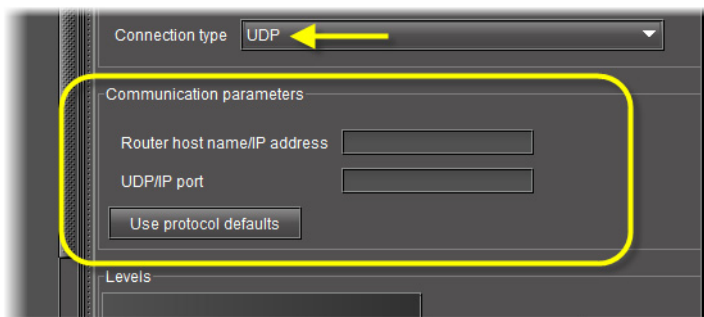 Connection type UDP
Communication parameters
Router host name/IP address
UDP/IP port
Use protocol defaults
Levels